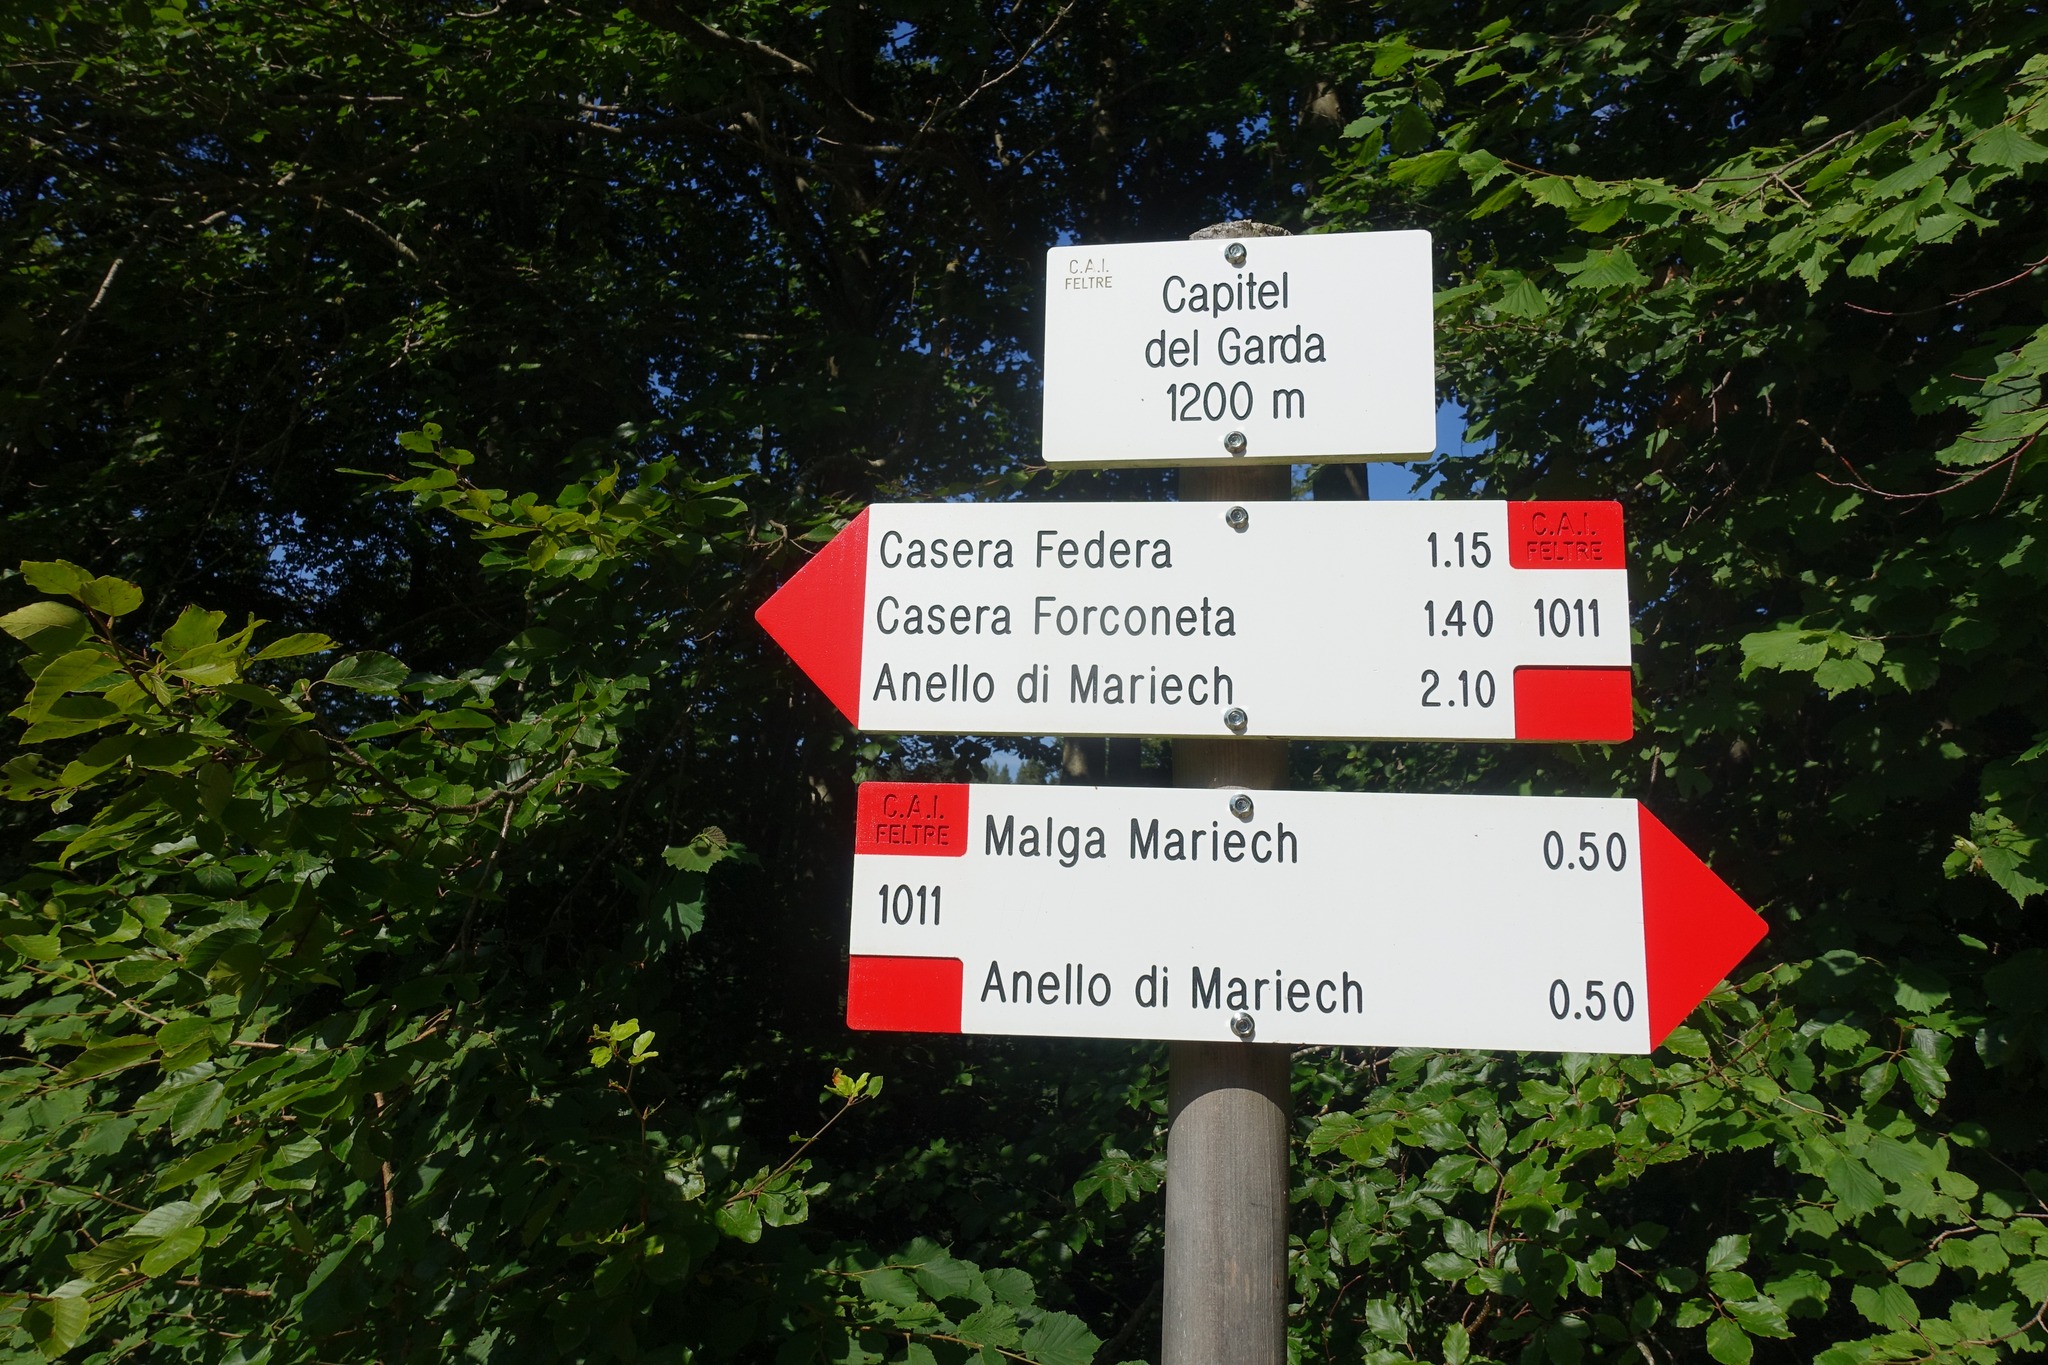 C.A.I.
FELTRE
Capitel
del Garda
1200 m
Casera Federa 1.15
Casera Forconeta 1.40
Anello di Mariech 2.10
C.A.I.
FELTRE
1011
C.A.I.
FELTRE
1011
Malga Mariech 0.50
Anello di Mariech 0.50